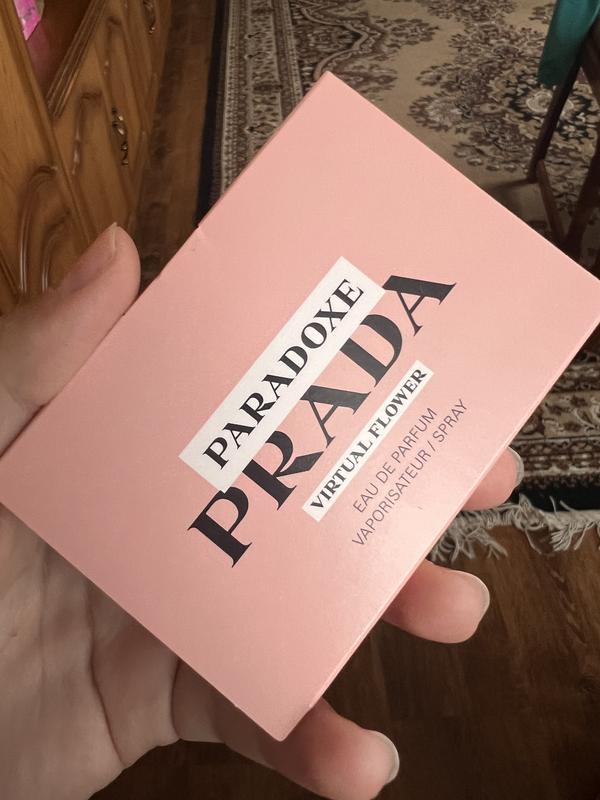 PARADOXE
PRADA
VIRTUAL FLOWER
EAU DE PARFUM
VAPORISATEUR / SPRAY